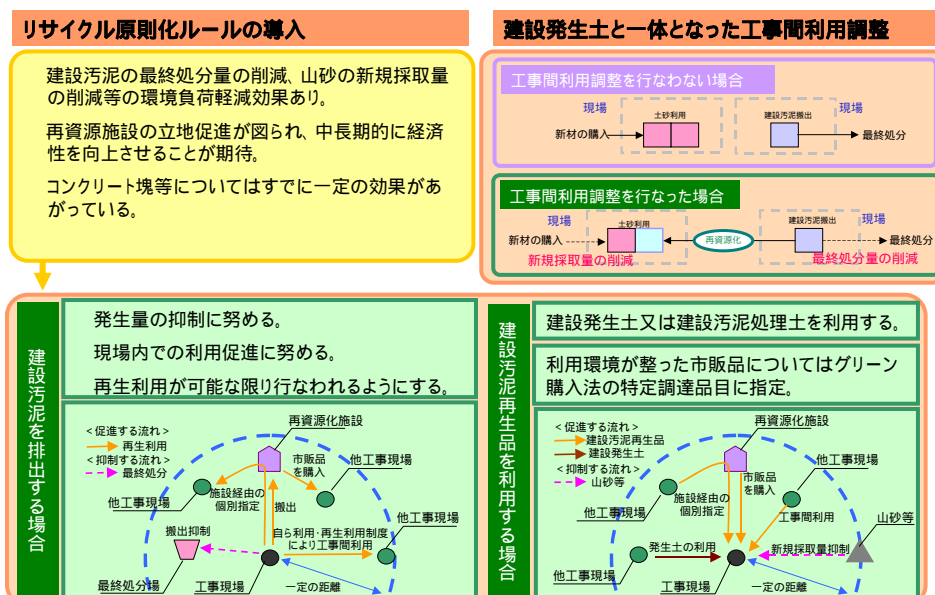 リサイクル原則化ルールの導入
建設汚泥の最終処分量の削減、山砂の新規採取量
の削減等の環境負荷軽減効果あり。
再資源施設の立地促進が図られ、中長期的に経済
性を向上させることが期待。
コンクリート塊等についてはすでに一定の効果があ
がっている。
建設発生土と一体となった工事間利用調整
工事間利用調整を行なわない場合
現場
土砂利用
新材の購入
建設汚泥搬出
現場
最終処分
工事間利用調整を行なった場合
現場
土砂利用
新材の購入
新規採取量の削減
再資源化
建設汚泥搬出
現場
最終処分
最終処分量の削減
建設汚泥を排出する場合
発生量の抑制に努める。
現場内での利用促進に努める。
再生利用が可能な限り行なわれるようにする。
<促進する流れ>
再生利用
<抑制する流れ>
最終処分
再資源化施設
市販品
を購入
他工事現場
他工事現場
施設経由の
個別指定
搬出
他工事現場
搬出抑制
自ら利用・再生利用制度
により工事間利用
最終処分場
工事現場
一定の距離
建設汚泥再生品を利用する場合
建設発生土又は建設汚泥処理土を利用する。
利用環境が整った市販品についてはグリーン
購入法の特定調達品目に指定。
<促進する流れ>
建設汚泥再生品
建設発生土
<抑制する流れ>
山砂等
再資源化施設
市販品
を購入
他工事現場
施設経由の
個別指定
他工事現場
工事間利用
山砂等
発生土の利用
新規採取量抑制
他工事現場
工事現場
一定の距離